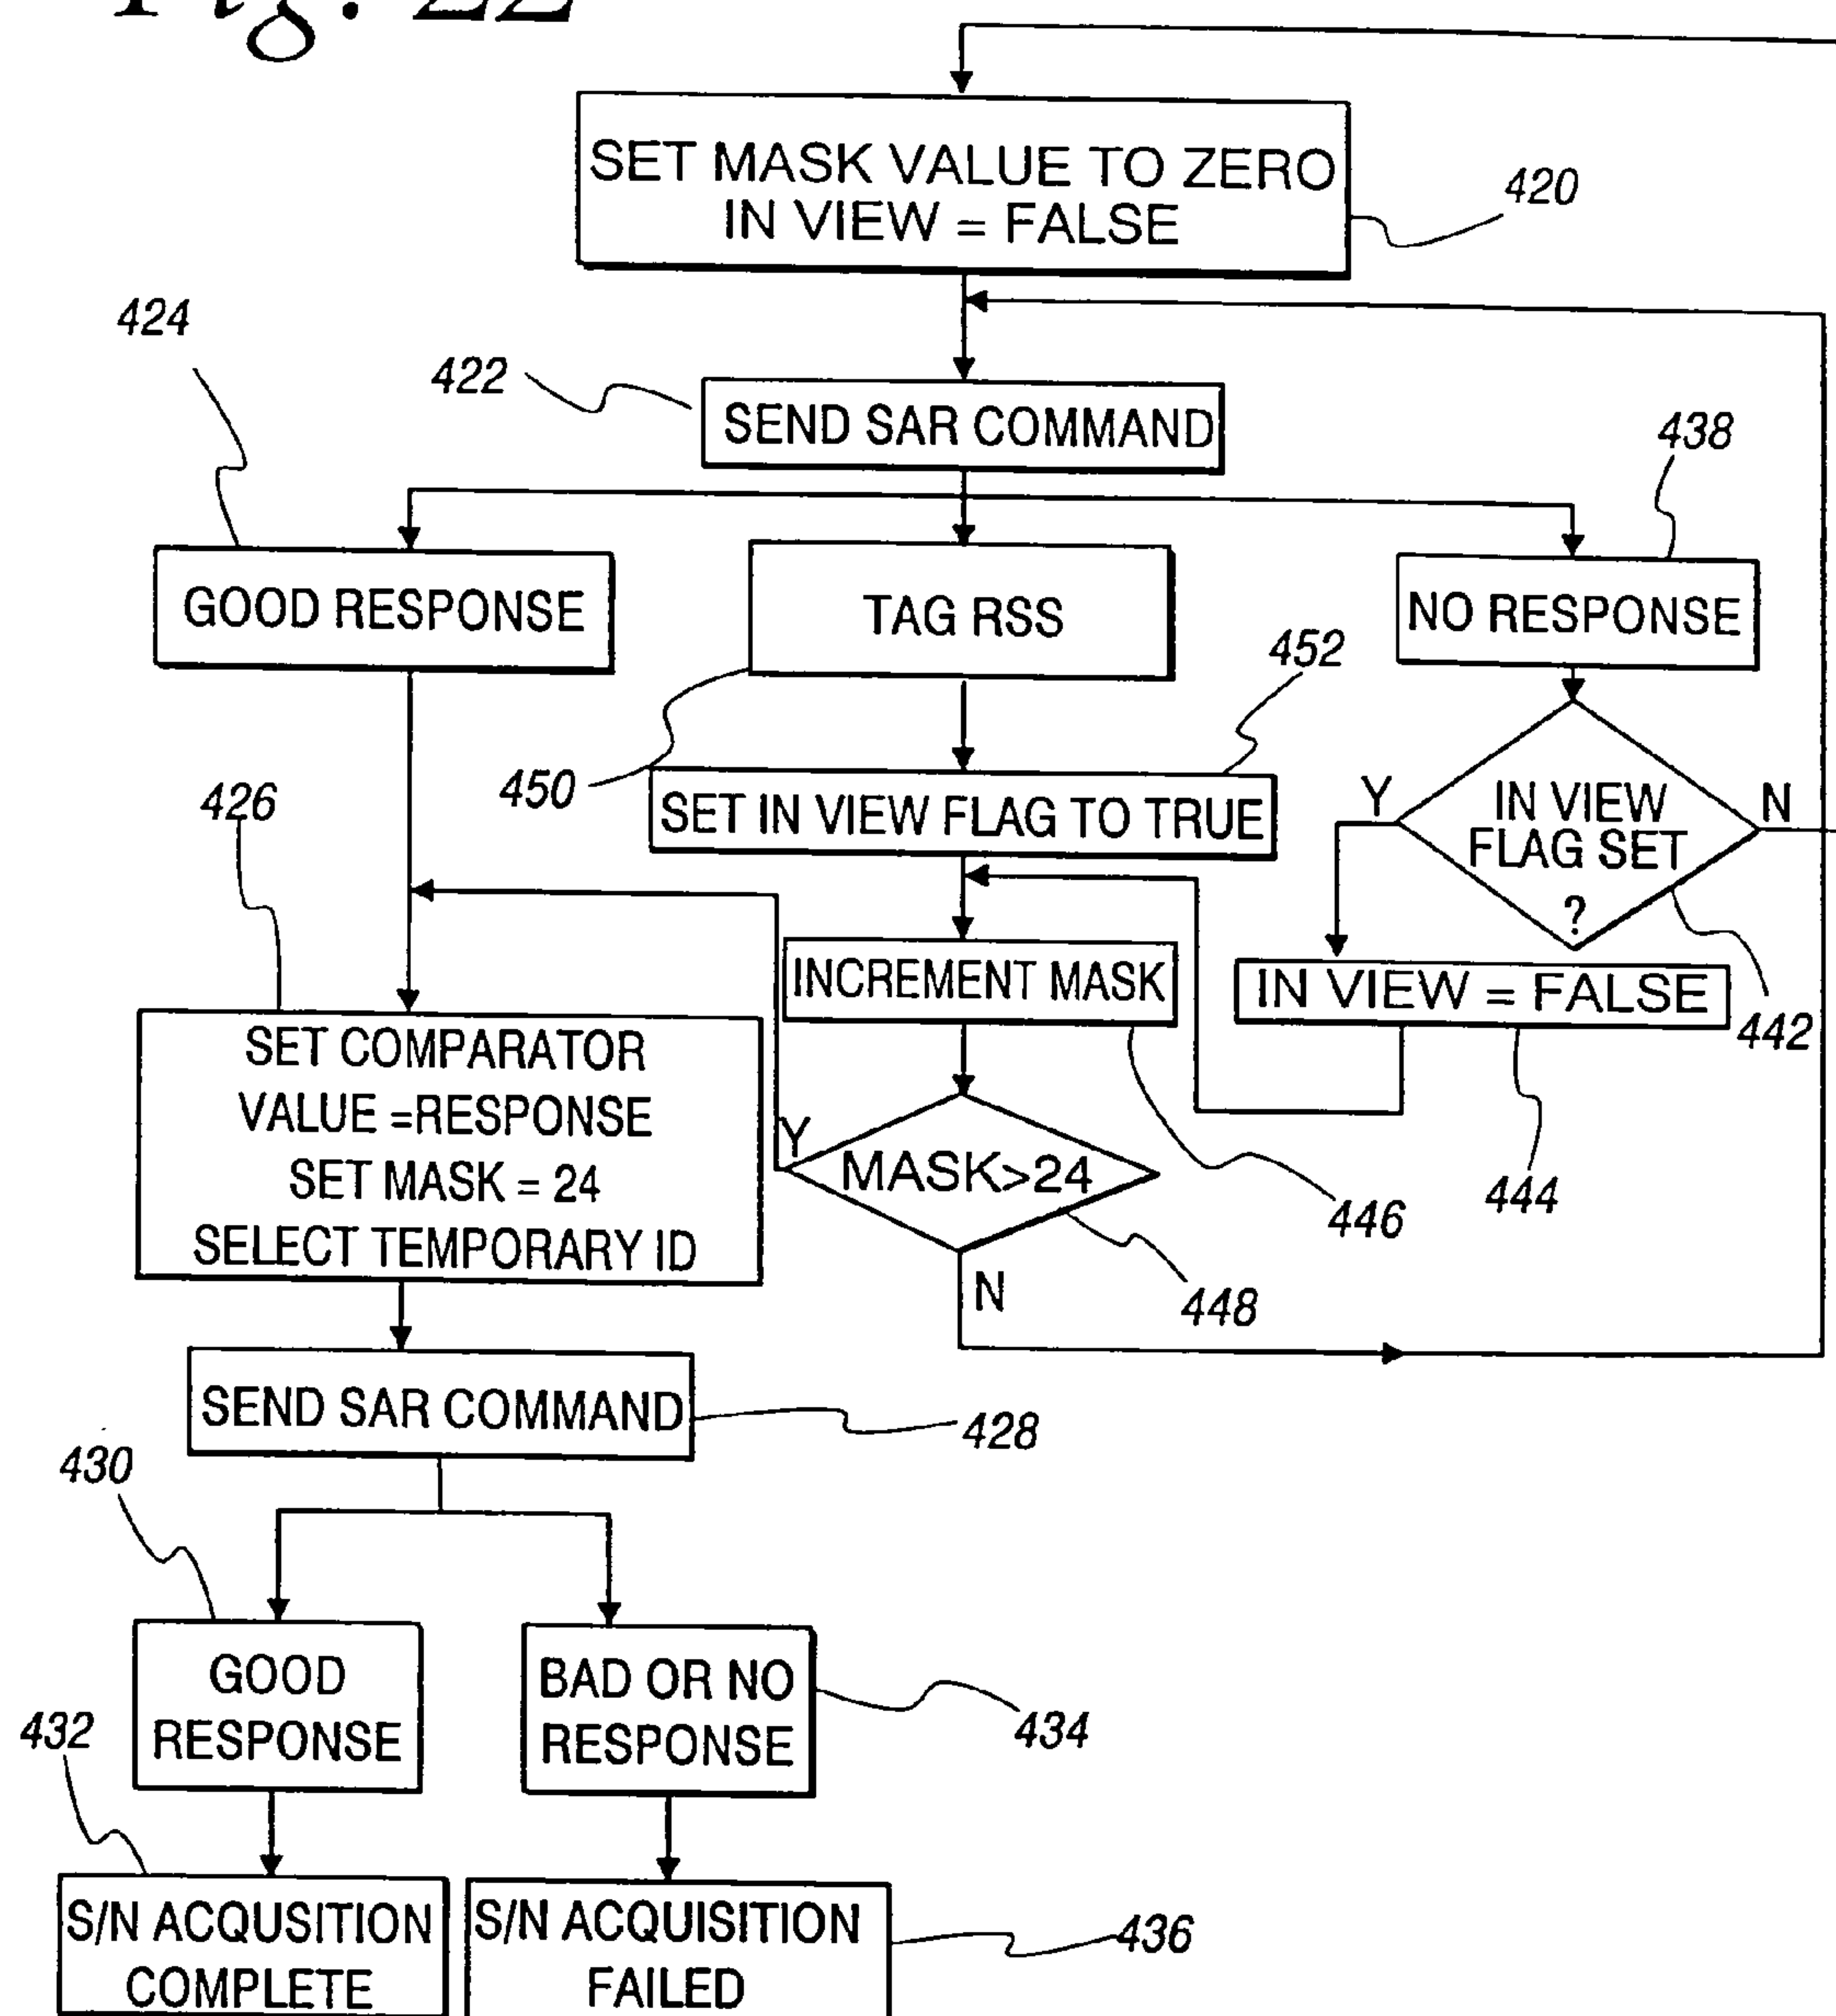 Fig. 22
SET MASK VALUE TO ZERO
IN VIEW = FALSE
420
424
422
SEND SAR COMMAND
438
GOOD RESPONSE
TAG RSS
NO RESPONSE
452
450
SET IN VIEW FLAG TO TRUE
Y
IN VIEW
FLAG SET
?
N
426
INCREMENT MASK
IN VIEW = FALSE
442
SET COMPARATOR
VALUE =RESPONSE
SET MASK = 24
SELECT TEMPORARY ID
Y
MASK>24
446
444
N
448
SEND SAR COMMAND
428
430
GOOD
RESPONSE
BAD OR NO
RESPONSE
434
432
S/N ACQUSITION
COMPLETE
S/N ACQUISITION
FAILED
436